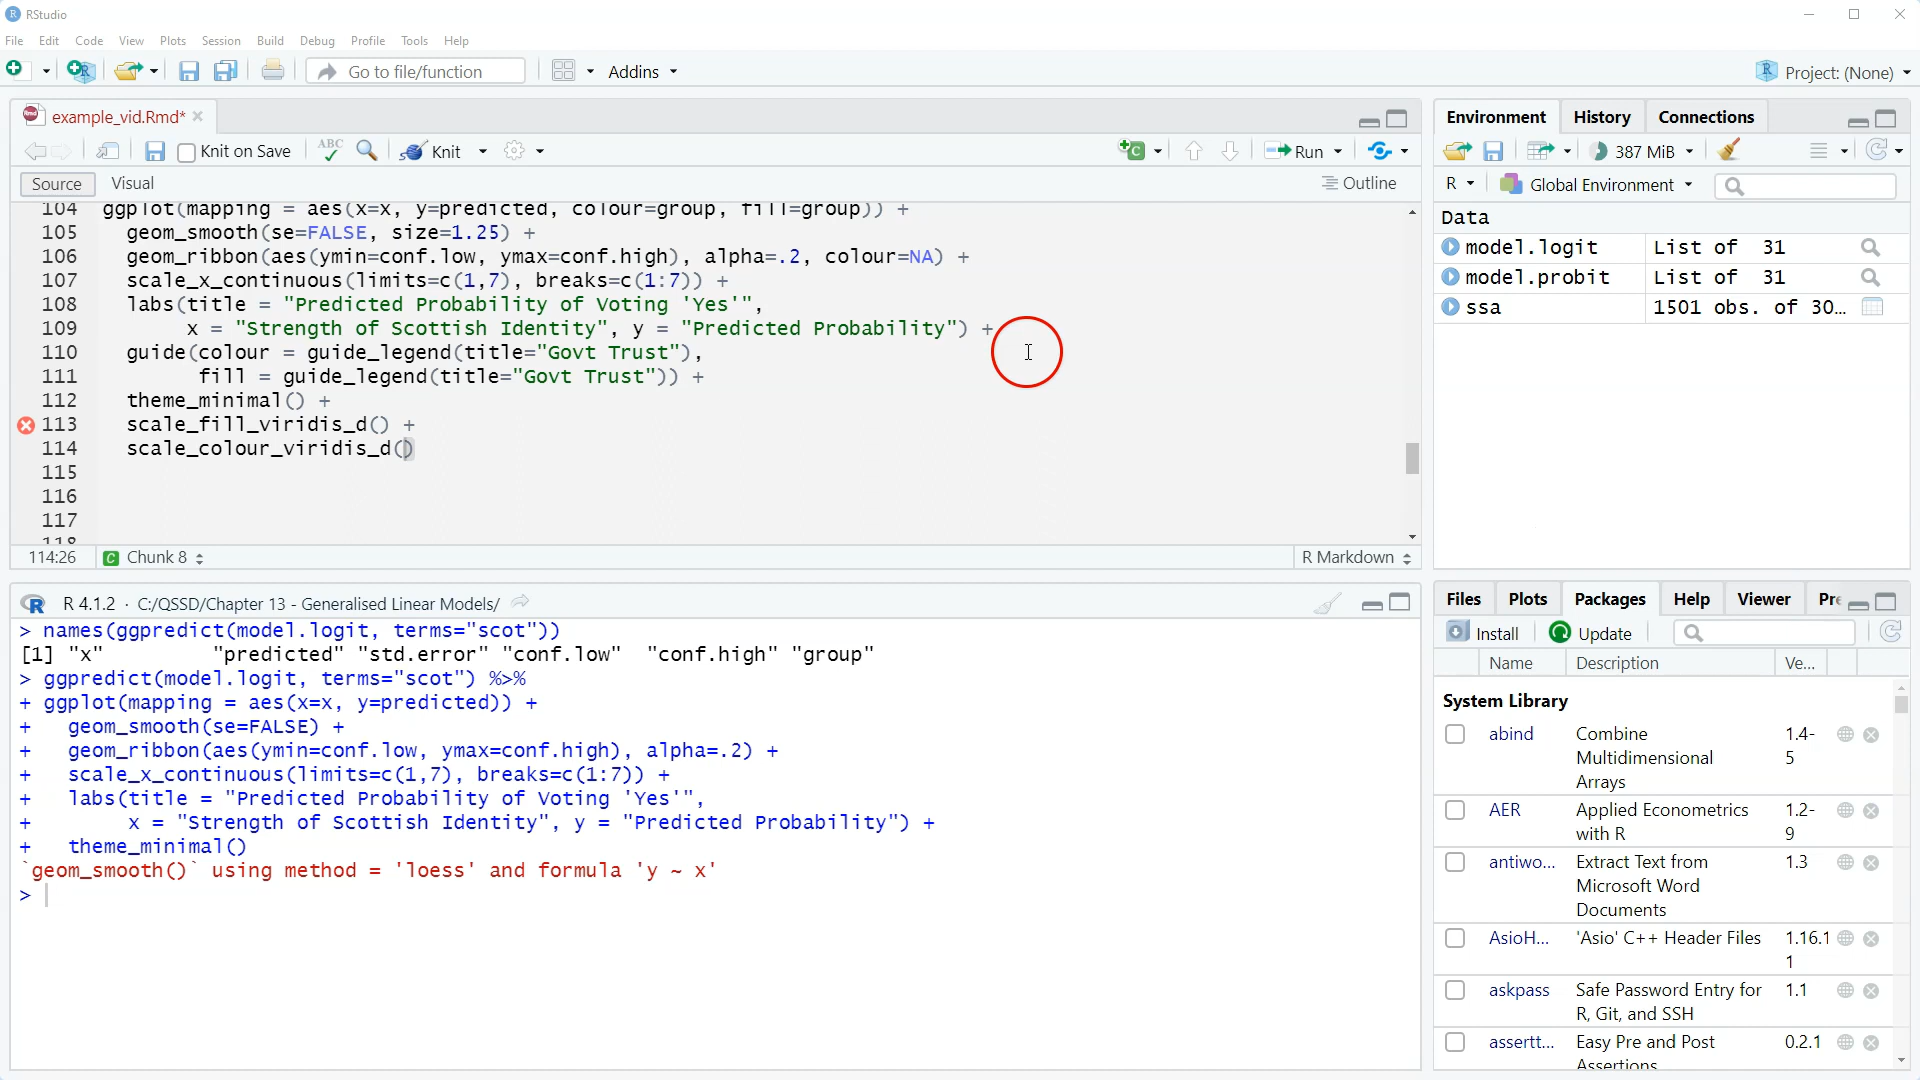 RStudio
File Edit Code View Plots Session Build Debug Profile Tools Help
Go to file/function Addins Project: (None)
example_vid.Rmd*
Knit on Save ABC Knit Run
Source Visual Outline
104 ggplot(mapping = aes(x=x, y=predicted, colour=group, fill=group)) +
105 geom_smooth(se=FALSE, size=1.25) +
106 geom_ribbon(aes(ymin=conf.low, ymax=conf.high), alpha=.2, colour=NA) +
107 scale_x_continuous(limits=c(1,7), breaks=c(1:7)) +
108 labs(title = "Predicted Probability of Voting 'Yes'",
109 x = "Strength of Scottish Identity", y = "Predicted Probability") +
110 guide(colour = guide_legend(title="Govt Trust"),
111 fill = guide_legend(title="Govt Trust")) +
112 theme_minimal() +
113 scale_fill_viridis_d() +
114 scale_colour_viridis_d()
115
116
117
118
114:26 Chunk 8 R Markdown
R 4.1.2 · C:/QSSD/Chapter 13 - Generalised Linear Models/
> names(ggpredict(model.logit, terms="scot"))
[1] "x" "predicted" "std.error" "conf.low" "conf.high" "group"
> ggpredict(model.logit, terms="scot") %>%
+ ggplot(mapping = aes(x=x, y=predicted)) +
+ geom_smooth(se=FALSE) +
+ geom_ribbon(aes(ymin=conf.low, ymax=conf.high), alpha=.2) +
+ scale_x_continuous(limits=c(1,7), breaks=c(1:7)) +
+ labs(title = "Predicted Probability of Voting 'Yes'",
+ x = "Strength of Scottish Identity", y = "Predicted Probability") +
+ theme_minimal()
`geom_smooth()` using method = 'loess' and formula 'y ~ x'
>
Environment History Connections
387 MiB
R Global Environment
Data
model.logit List of 31
model.probit List of 31
ssa 1501 obs. of 30…
Files Plots Packages Help Viewer Pre
Install Update
Name Description Ve...
System Library
abind Combine 1.4-
Multidimensional 5
Arrays
AER Applied Econometrics 1.2-
with R 9
antiwo... Extract Text from 1.3
Microsoft Word
Documents
AsioH... 'Asio' C++ Header Files 1.16.1
1
askpass Safe Password Entry for 1.1
R, Git, and SSH
assertt... Easy Pre and Post 0.2.1
Assertions